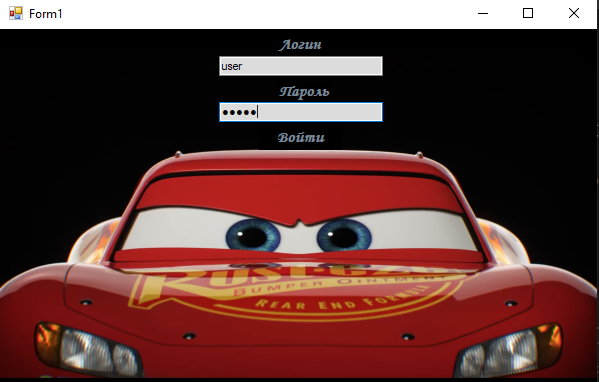 Form1
Логин
user
Пароль
●●●●●
Войти
RUST-EZE
BUMPER OINTMENT
REAR END FORMULA